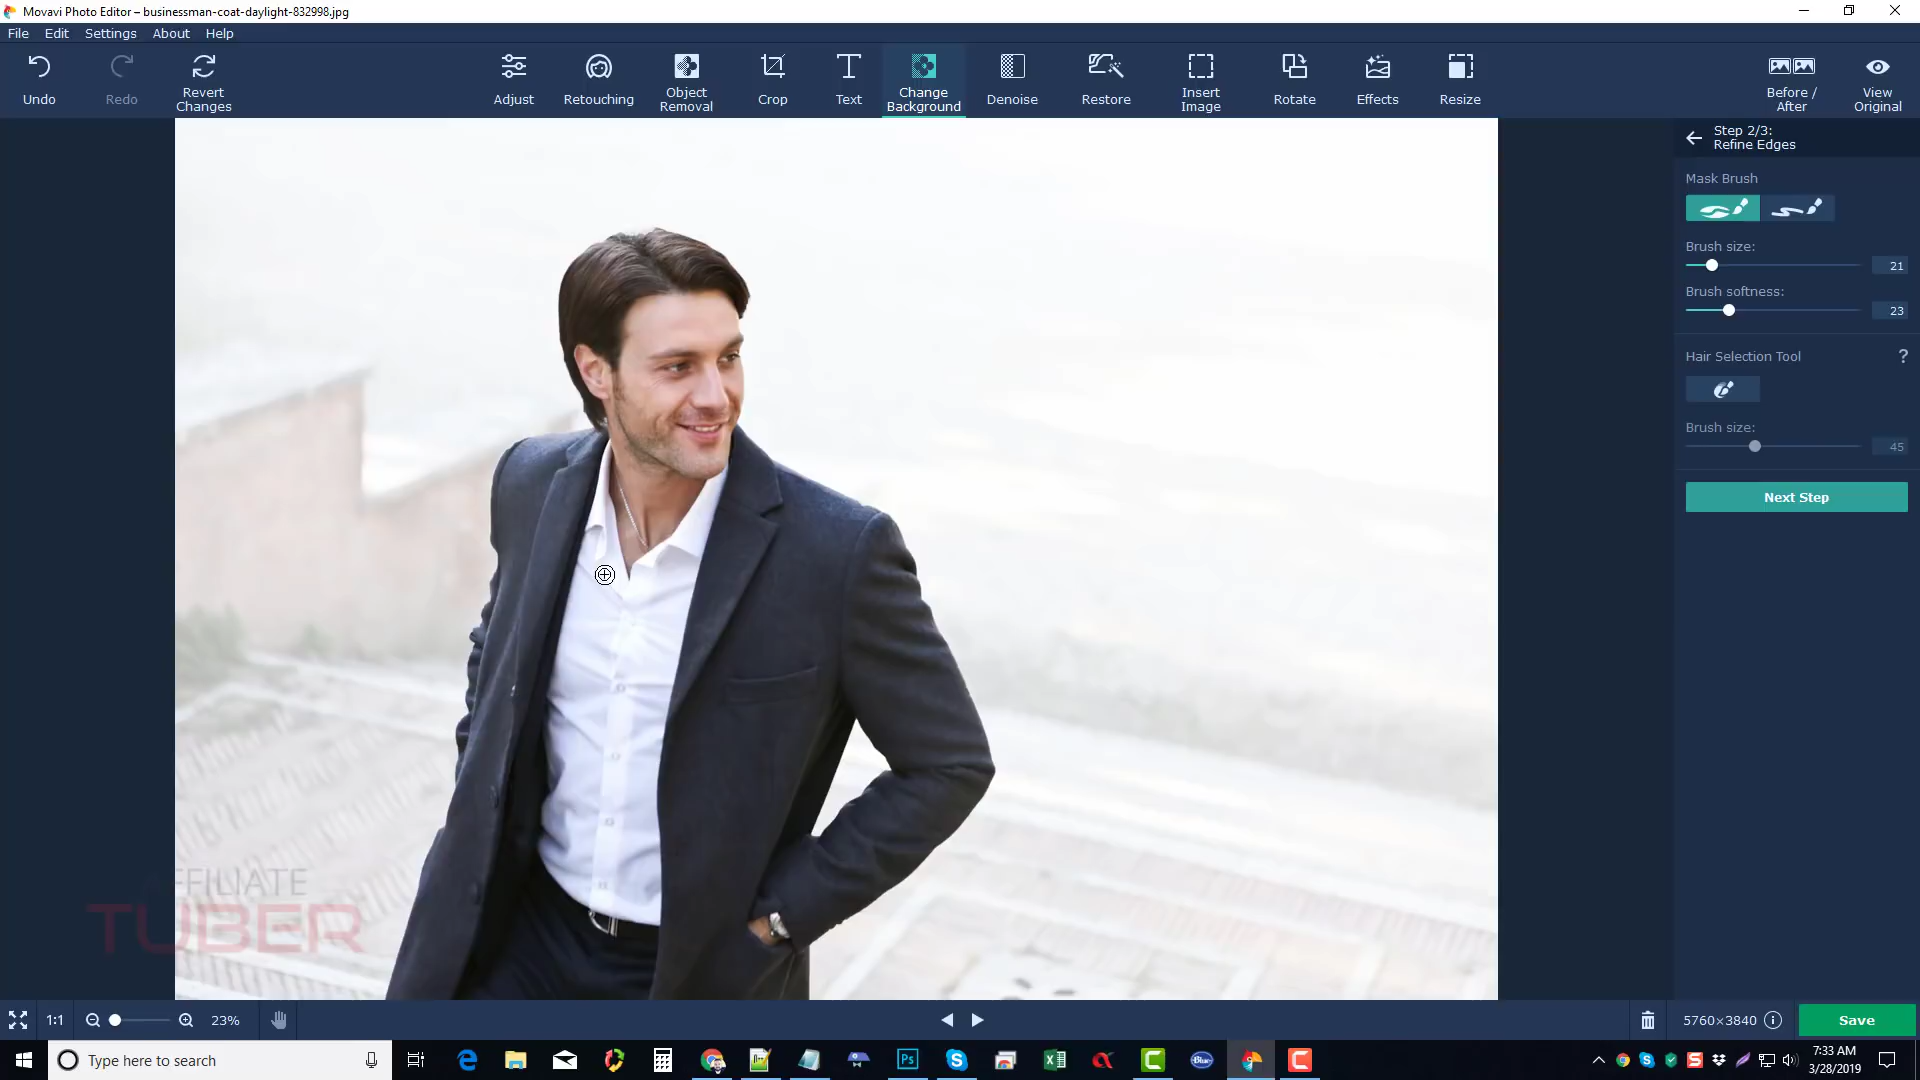 Movavi Photo Editor – businessman-coat-daylight-832998.jpg
File Edit Settings About Help
Undo
Redo
Revert
Changes
Adjust
Retouching
Object
Removal
Crop
Text
Change
Background
Denoise
Restore
Insert
Image
Rotate
Effects
Resize
Before /
After
View
Original
Step 2/3:
Refine Edges
Mask Brush
Brush size:
21
Brush softness:
23
Hair Selection Tool ?
Brush size:
45
Next Step
AFFILIATE
TUBER
1:1
23%
5760×3840
Save
Type here to search
Ps
Blue
7:33 AM
3/28/2019